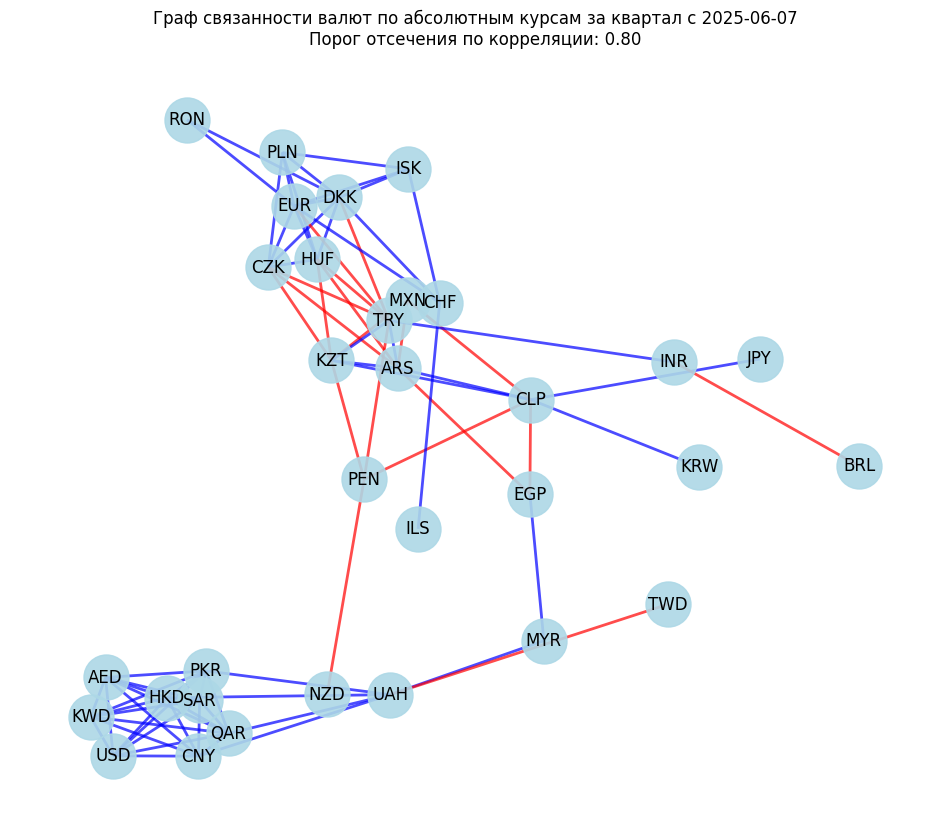 Граф связанности валют по абсолютным курсам за квартал с 2025-06-07
Порог отсечения по корреляции: 0.80
RON
PLN
ISK
DKK
EUR
HUF
CZK
MXN
CHF
TRY
KZT
ARS
INR
JPY
CLP
PEN
KRW
BRL
EGP
ILS
TWD
MYR
PKR
AED
HKD
SAR
NZD
UAH
KWD
QAR
USD
CNY